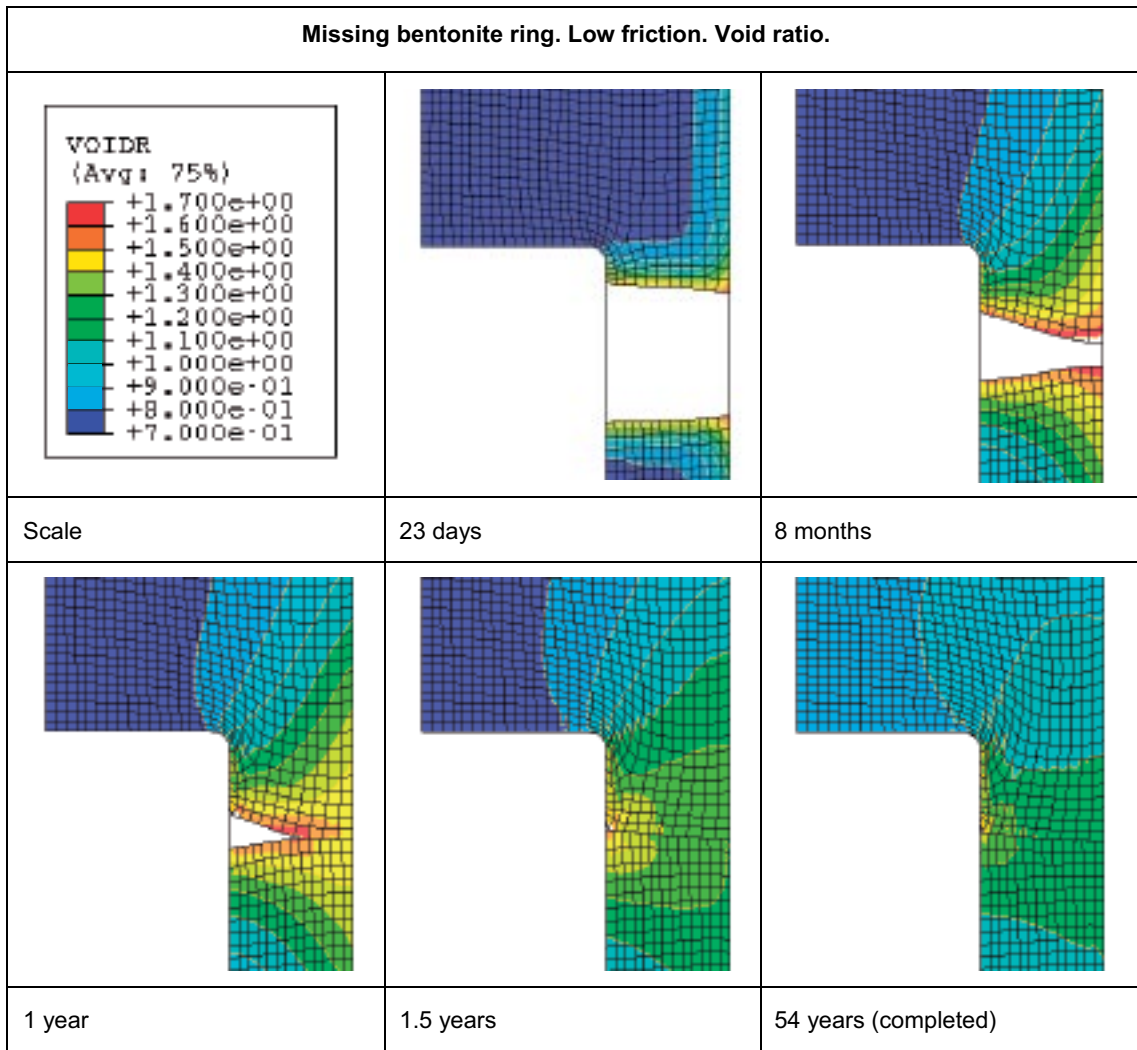 Missing bentonite ring. Low friction. Void ratio.
VOIDR
(Avg: 75%)
+1.700e+00
+1.600e+00
+1.500e+00
+1.400e+00
+1.300e+00
+1.200e+00
+1.100e+00
+1.000e+00
+9.000e-01
+8.000e-01
+7.000e-01
Scale
23 days
8 months
1 year
1.5 years
54 years (completed)